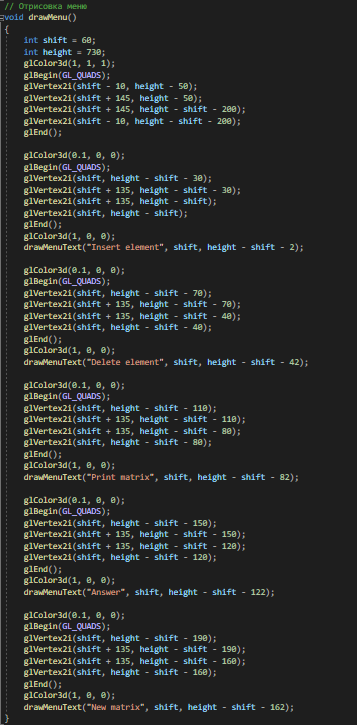 // Отрисовка меню
void drawMenu()
{
int shift = 60;
int height = 730;
glColor3d(1, 1, 1);
glBegin(GL_QUADS);
glVertex2i(shift - 10, height - 50);
glVertex2i(shift + 145, height - 50);
glVertex2i(shift + 145, height - shift - 200);
glVertex2i(shift - 10, height - shift - 200);
glEnd();
glColor3d(0.1, 0, 0);
glBegin(GL_QUADS);
glVertex2i(shift, height - shift - 30);
glVertex2i(shift + 135, height - shift - 30);
glVertex2i(shift + 135, height - shift);
glVertex2i(shift, height - shift);
glEnd();
glColor3d(1, 0, 0);
drawMenuText("Insert element", shift, height - shift - 2);
glColor3d(0.1, 0, 0);
glBegin(GL_QUADS);
glVertex2i(shift, height - shift - 70);
glVertex2i(shift + 135, height - shift - 70);
glVertex2i(shift + 135, height - shift - 40);
glVertex2i(shift, height - shift - 40);
glEnd();
glColor3d(1, 0, 0);
drawMenuText("Delete element", shift, height - shift - 42);
glColor3d(0.1, 0, 0);
glBegin(GL_QUADS);
glVertex2i(shift, height - shift - 110);
glVertex2i(shift + 135, height - shift - 110);
glVertex2i(shift + 135, height - shift - 80);
glVertex2i(shift, height - shift - 80);
glEnd();
glColor3d(1, 0, 0);
drawMenuText("Print matrix", shift, height - shift - 82);
glColor3d(0.1, 0, 0);
glBegin(GL_QUADS);
glVertex2i(shift, height - shift - 150);
glVertex2i(shift + 135, height - shift - 150);
glVertex2i(shift + 135, height - shift - 120);
glVertex2i(shift, height - shift - 120);
glEnd();
glColor3d(1, 0, 0);
drawMenuText("Answer", shift, height - shift - 122);
glColor3d(0.1, 0, 0);
glBegin(GL_QUADS);
glVertex2i(shift, height - shift - 190);
glVertex2i(shift + 135, height - shift - 190);
glVertex2i(shift + 135, height - shift - 160);
glVertex2i(shift, height - shift - 160);
glEnd();
glColor3d(1, 0, 0);
drawMenuText("New matrix", shift, height - shift - 162);
}